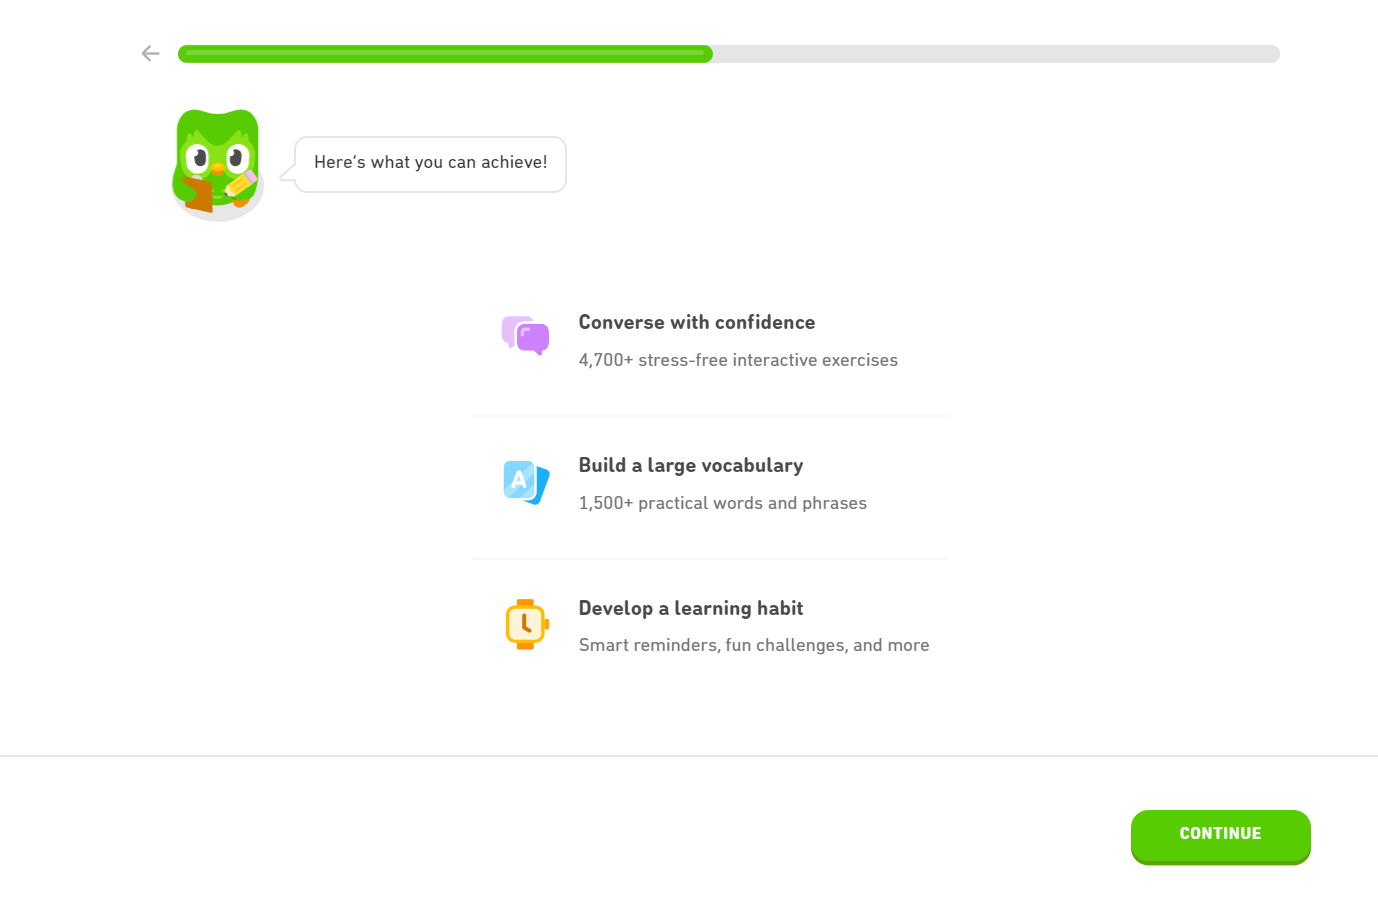 Here's what you can achieve!
Converse with confidence
4,700+ stress-free interactive exercises
A
Build a large vocabulary
1,500+ practical words and phrases
Develop a learning habit
Smart reminders, fun challenges, and more
CONTINUE